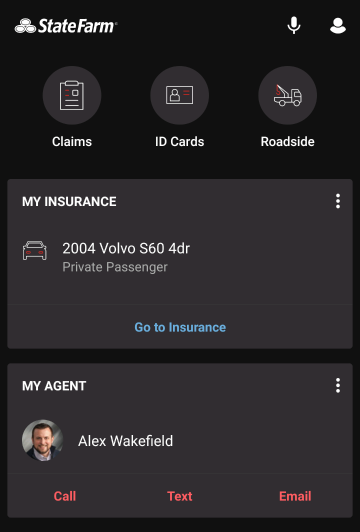 StateFarm®
Claims
ID Cards
Roadside
MY INSURANCE
2004 Volvo S60 4dr
Private Passenger
Go to Insurance
MY AGENT
Alex Wakefield
Call
Text
Email